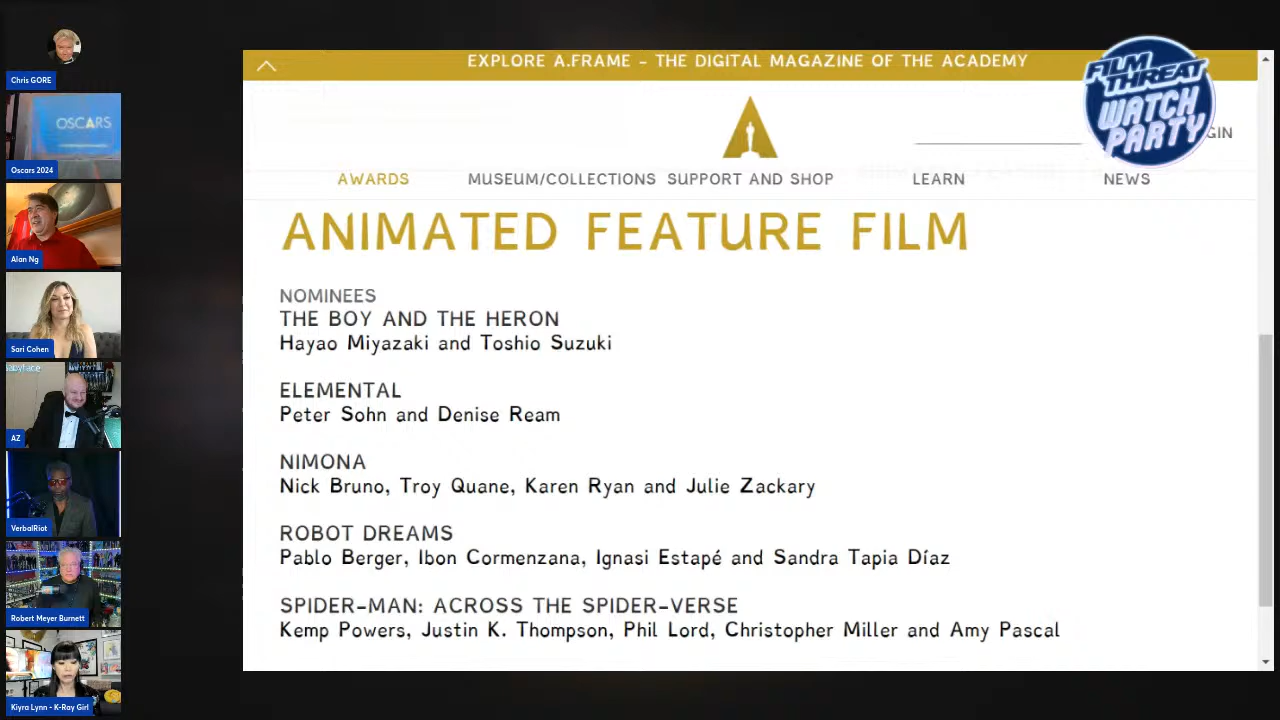 Chris GORE
OSCARS
Oscars 2024
Alan Ng
Sari Cohen
AZ
VerbalRiot
Robert Meyer Burnett
Kiyra Lynn - K-Ray Girl
EXPLORE A.FRAME – THE DIGITAL MAGAZINE OF THE ACADEMY
FILM
THREAT
WATCH
PARTY
GIN
AWARDS MUSEUM/COLLECTIONS SUPPORT AND SHOP LEARN NEWS
ANIMATED FEATURE FILM
NOMINEES
THE BOY AND THE HERON
Hayao Miyazaki and Toshio Suzuki
ELEMENTAL
Peter Sohn and Denise Ream
NIMONA
Nick Bruno, Troy Quane, Karen Ryan and Julie Zackary
ROBOT DREAMS
Pablo Berger, Ibon Cormenzana, Ignasi Estapé and Sandra Tapia Díaz
SPIDER-MAN: ACROSS THE SPIDER-VERSE
Kemp Powers, Justin K. Thompson, Phil Lord, Christopher Miller and Amy Pascal